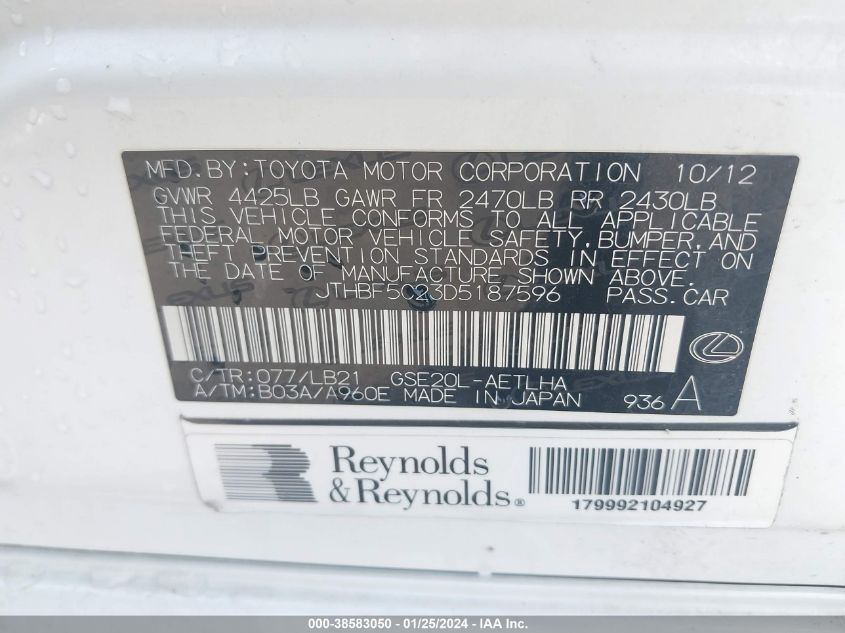 MFD.BY:TOYOTA MOTOR CORPORATION 10/12
GVWR 4425LB GAWR FR 2470LB RR 2430LB
THIS VEHICLE CONFORMS TO ALL APPLICABLE
FEDERAL MOTOR VEHICLE SAFETY,BUMPER,AND
THEFT PREVENTION STANDARDS IN EFFECT ON
THE DATE OF MANUFACTURE SHOWN ABOVE.
JTHBF5C23D5187596 PASS.CAR
C/TR:077/LB21 GSE20L-AETLHA
A/TM:B03A/A960E MADE IN JAPAN 936 A
Reynolds
& Reynolds®
179992104927
000-38583050 - 01/25/2024 - IAA Inc.